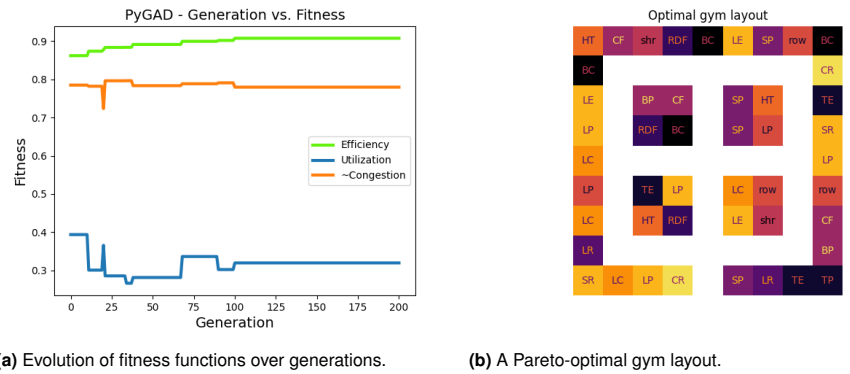 PyGAD - Generation vs. Fitness
0.9
0.8
0.7
0.6
0.5
0.4
0.3
Fitness
Efficiency
Utilization
~Congestion
0 25 50 75 100 125 150 175 200
Generation
(a) Evolution of fitness functions over generations.
Optimal gym layout
HT CF shr RDF BC LE SP row BC
BC CR
LE BP CF SP HT TE
LP RDF BC SP LP SR
LC LP
LP TE LP LC row row
LC HT RDF LE shr CF
LR BP
SR LC LP CR SP LR TE TP
(b) A Pareto-optimal gym layout.